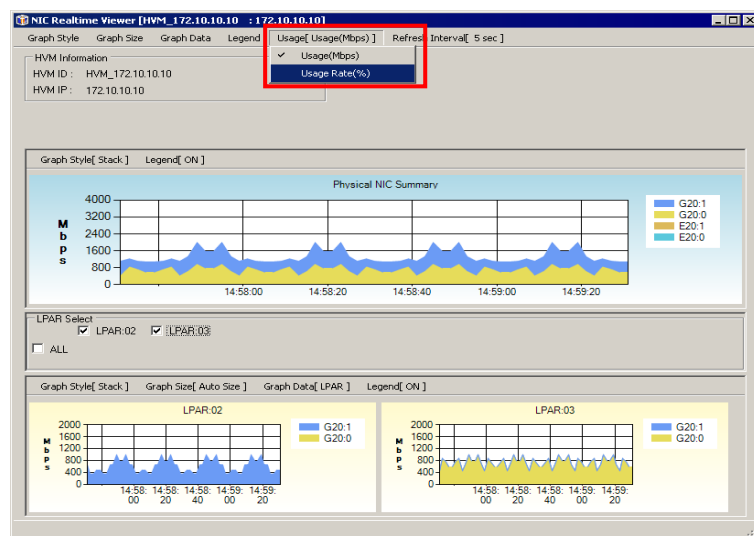 NIC Realtime Viewer [HVM_172.10.10.10 : 172.10.10.10]
Graph Style Graph Size Graph Data Legend Usage[ Usage(Mbps) ] Refresh Interval[ 5 sec ]
Usage(Mbps)
Usage Rate(%)
HVM Information
HVM ID : HVM_172.10.10.10
HVM IP : 172.10.10.10
Graph Style[ Stack ] Legend[ ON ]
Physical NIC Summary
Mbps
4000
3200
2400
1600
800
0
14:58:00 14:58:20 14:58:40 14:59:00 14:59:20
G20:1
G20:0
E20:1
E20:0
LPAR Select
LPAR:02 LPAR:03
ALL
Graph Style[ Stack ] Graph Size[ Auto Size ] Graph Data[ LPAR ] Legend[ ON ]
LPAR:02
Mbps
2000
1600
1200
800
400
0
14:58:00 14:58:20 14:58:40 14:59:00 14:59:20
G20:1
G20:0
LPAR:03
Mbps
2000
1600
1200
800
400
0
14:58:00 14:58:20 14:58:40 14:59:00 14:59:20
G20:1
G20:0